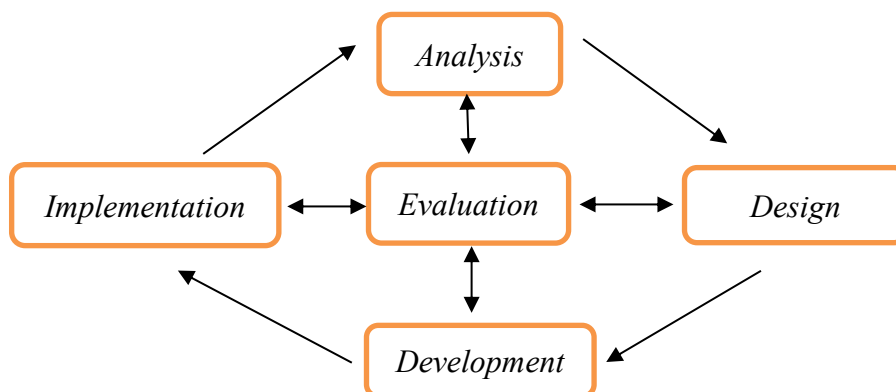 Analysis
Implementation
Evaluation
Design
Development